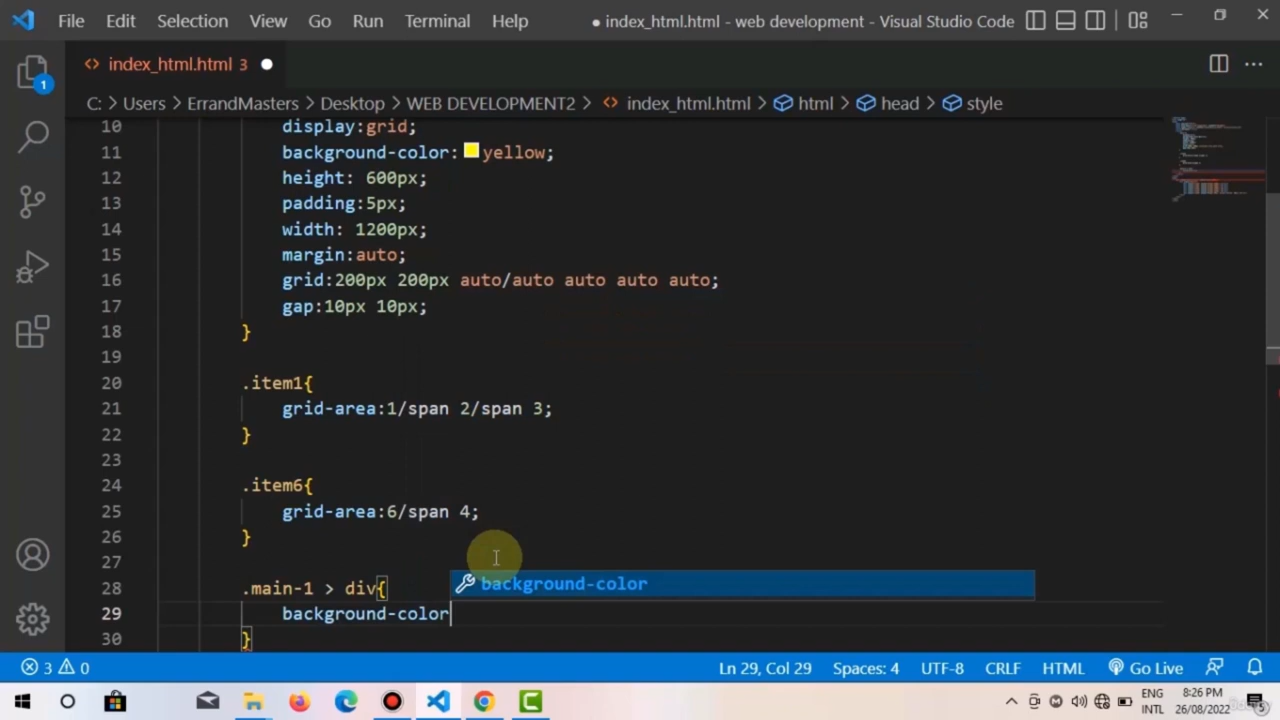 File Edit Selection View Go Run Terminal Help ● index_html.html - web development - Visual Studio Code
index_html.html 3
C: > Users > ErrandMasters > Desktop > WEB DEVELOPMENT2 > index_html.html > html > head > style
1
10 display:grid;
11 background-color: yellow;
12 height: 600px;
13 padding:5px;
14 width: 1200px;
15 margin:auto;
16 grid:200px 200px auto/auto auto auto auto;
17 gap:10px 10px;
18 }
19
20 .item1{
21 grid-area:1/span 2/span 3;
22 }
23
24 .item6{
25 grid-area:6/span 4;
26 }
27
28 .main-1 > div{
background-color
29 background-color
30 }
3 0 Ln 29, Col 29 Spaces: 4 UTF-8 CRLF HTML Go Live
ENG 8:26 PM
INTL 26/08/2022 5